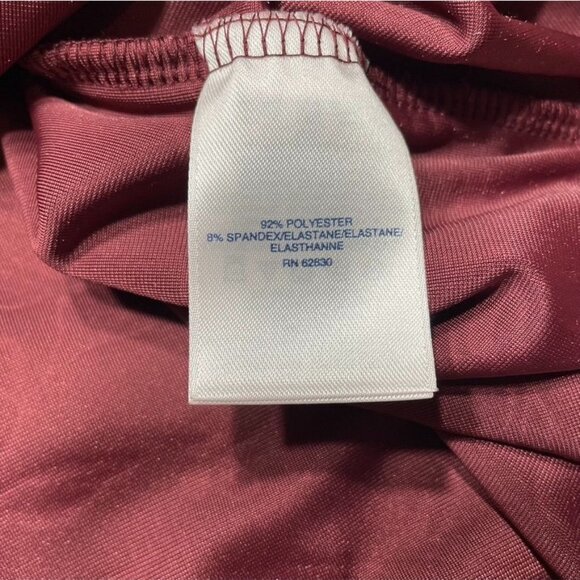 92% POLYESTER
8% SPANDEX/ELASTANE/ELASTANE/
ELASTHANNE
RN 62830